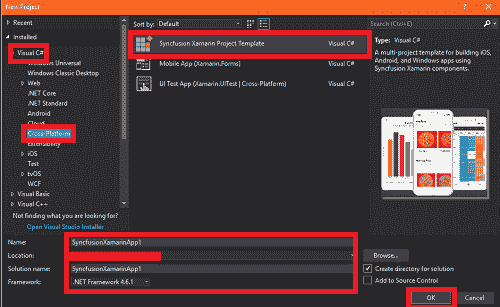 New Project
Recent
Installed
Visual C#
Windows Universal
Windows Classic Desktop
Web
.NET Core
.NET Standard
Android
Cloud
Cross-Platform
Extensibility
iOS
Test
tvOS
WCF
Visual Basic
Visual C++
Not finding what you are looking for?
Open Visual Studio Installer
Sort by: Default
Syncfusion Xamarin Project Template Visual C#
Mobile App (Xamarin.Forms) Visual C#
UI Test App (Xamarin.UITest | Cross-Platform) Visual C#
Search (Ctrl+E)
Type: Visual C#
A multi-project template for building iOS,
Android, and Windows apps using
Syncfusion Xamarin components.
Name: SyncfusionXamarinApp1
Location:
Solution name: SyncfusionXamarinApp1
Framework: .NET Framework 4.6.1
Browse...
Create directory for solution
Add to Source Control
OK Cancel